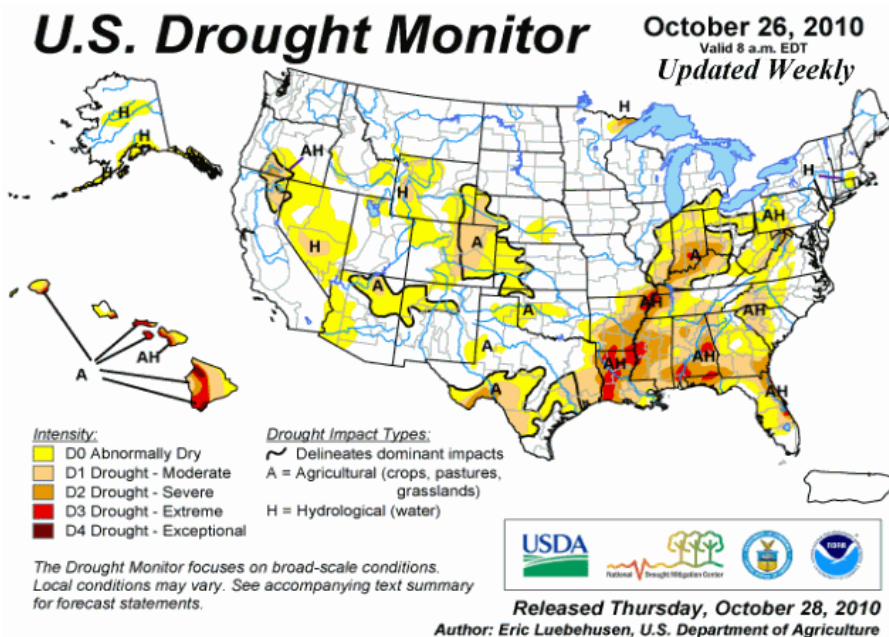 U.S. Drought Monitor
October 26, 2010
Valid 8 a.m. EDT
Updated Weekly
H
H
H
AH
H
H
A
A
A
A
A
H
A
AH
AH
AH
AH
AH
AH
H
A
AH
Intensity:
D0 Abnormally Dry
D1 Drought - Moderate
D2 Drought - Severe
D3 Drought - Extreme
D4 Drought - Exceptional
Drought Impact Types:
Delineates dominant impacts
A = Agricultural (crops, pastures,
grasslands)
H = Hydrological (water)
The Drought Monitor focuses on broad-scale conditions.
Local conditions may vary. See accompanying text summary
for forecast statements.
USDA
National Drought Mitigation Center
NOAA
Released Thursday, October 28, 2010
Author: Eric Luebehusen, U.S. Department of Agriculture